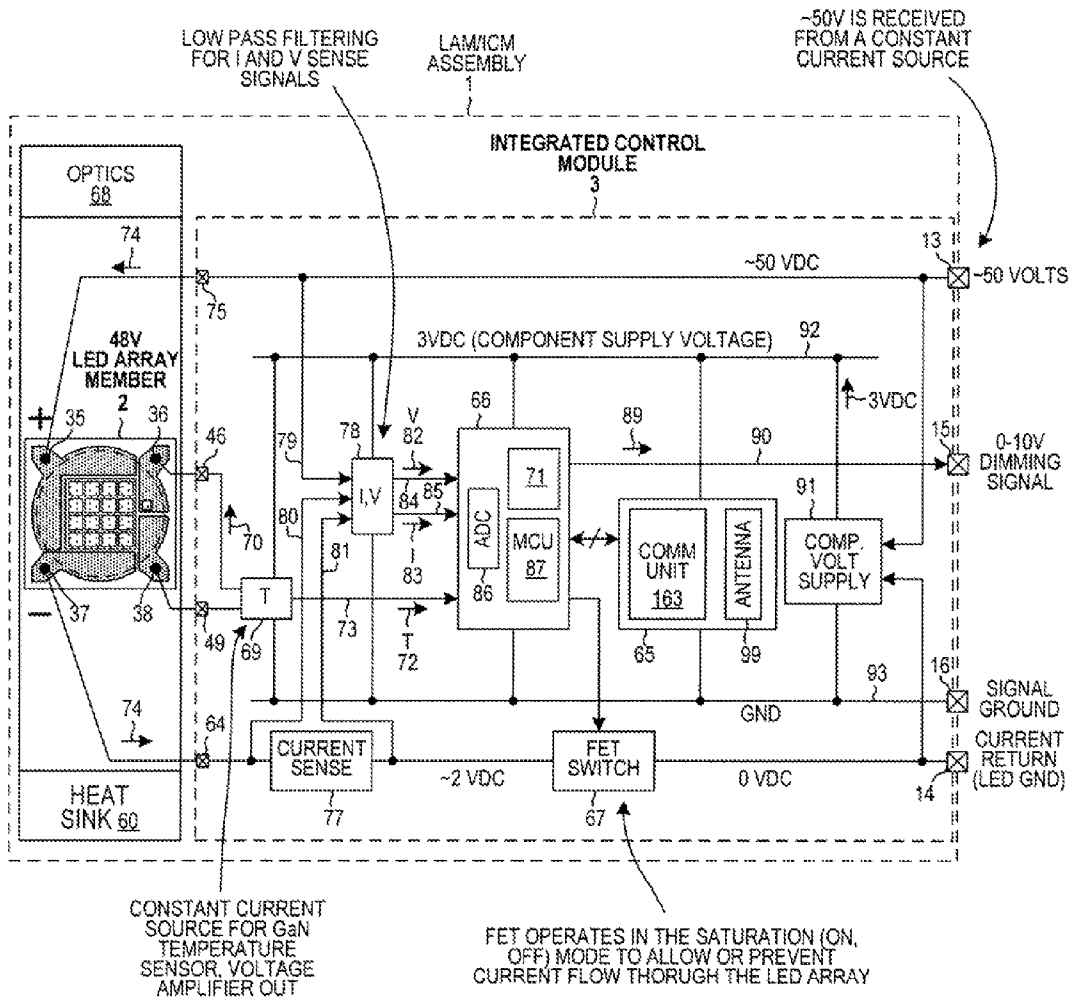 LOW PASS FILTERING
FOR I AND V SENSE
SIGNALS
LAM/ICM
ASSEMBLY
1
~50V IS RECEIVED
FROM A CONSTANT
CURRENT SOURCE
INTEGRATED CONTROL
MODULE
3
OPTICS
68
74
75
~50 VDC
13
~50 VOLTS
3VDC (COMPONENT SUPPLY VOLTAGE)
92
3VDC
48V
LED ARRAY
MEMBER
2
+
35
36
46
79
78
I,V
V
82
84
85
I
83
66
71
ADC
86
MCU
87
89
90
15
0-10V
DIMMING
SIGNAL
70
80
81
COMM
UNIT
163
ANTENNA
65
99
91
COMP.
VOLT
SUPPLY
–
37
38
49
T
69
73
T
72
16
93
SIGNAL
GROUND
GND
74
64
CURRENT
SENSE
77
~2 VDC
FET
SWITCH
67
0 VDC
14
CURRENT
RETURN
(LED GND)
HEAT
SINK 60
CONSTANT CURRENT
SOURCE FOR GaN
TEMPERATURE
SENSOR, VOLTAGE
AMPLIFIER OUT
FET OPERATES IN THE SATURATION (ON,
OFF) MODE TO ALLOW OR PREVENT
CURRENT FLOW THORUGH THE LED ARRAY